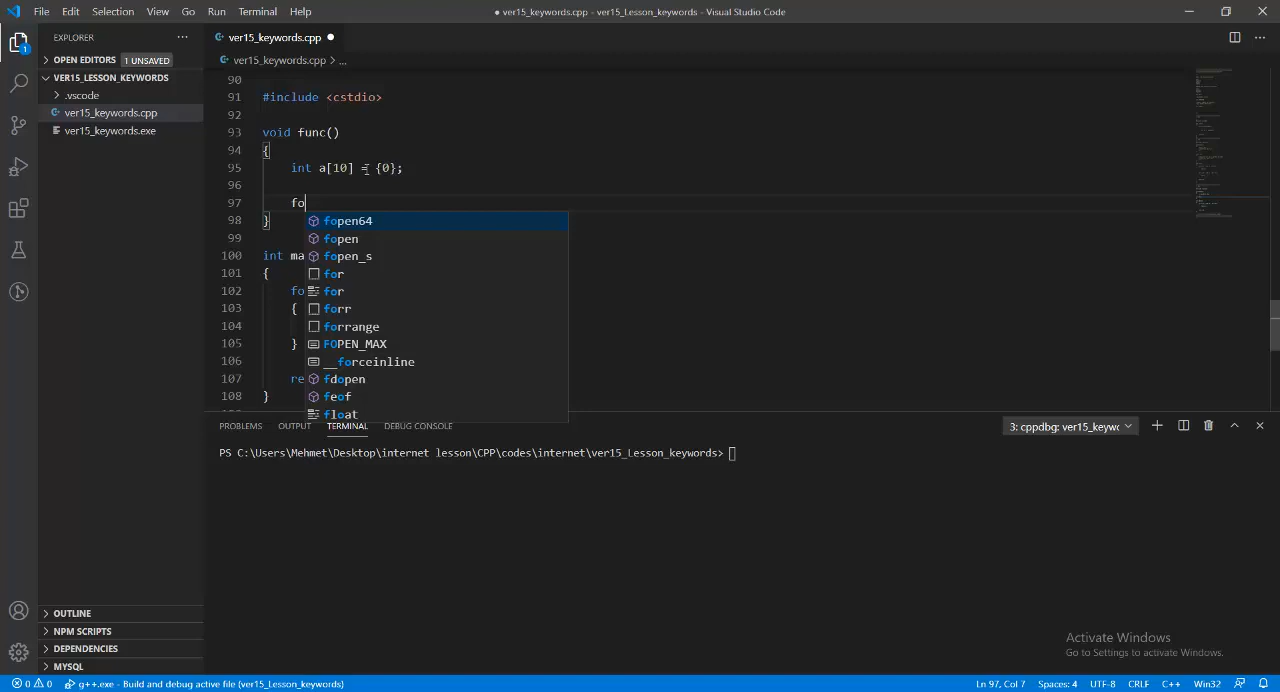 File Edit Selection View Go Run Terminal Help
● ver15_keywords.cpp - ver15_Lesson_keywords - Visual Studio Code
EXPLORER
ver15_keywords.cpp ●
OPEN EDITORS 1 UNSAVED
ver15_keywords.cpp > ...
VER15_LESSON_KEYWORDS
.vscode
ver15_keywords.cpp
ver15_keywords.exe
1
90
91 #include <cstdio>
92
93 void func()
94 {
95 int a[10] = {0};
96
97 fo
98 }
99
100 int ma
101 {
102 fo
103 {
104
105 }
106
107 re
108 }
fopen64
fopen
fopen_s
for
for
forr
forrange
FOPEN_MAX
__forceinline
fdopen
feof
float
PROBLEMS OUTPUT TERMINAL DEBUG CONSOLE
3: cppdbg: ver15_keywc
PS C:\Users\Mehmet\Desktop\internet lesson\CPP\codes\internet\ver15_Lesson_keywords>
OUTLINE
NPM SCRIPTS
DEPENDENCIES
MYSQL
Activate Windows
Go to Settings to activate Windows.
0 0 g++.exe - Build and debug active file (ver15_Lesson_keywords)
Ln 97, Col 7 Spaces: 4 UTF-8 CRLF C++ Win32